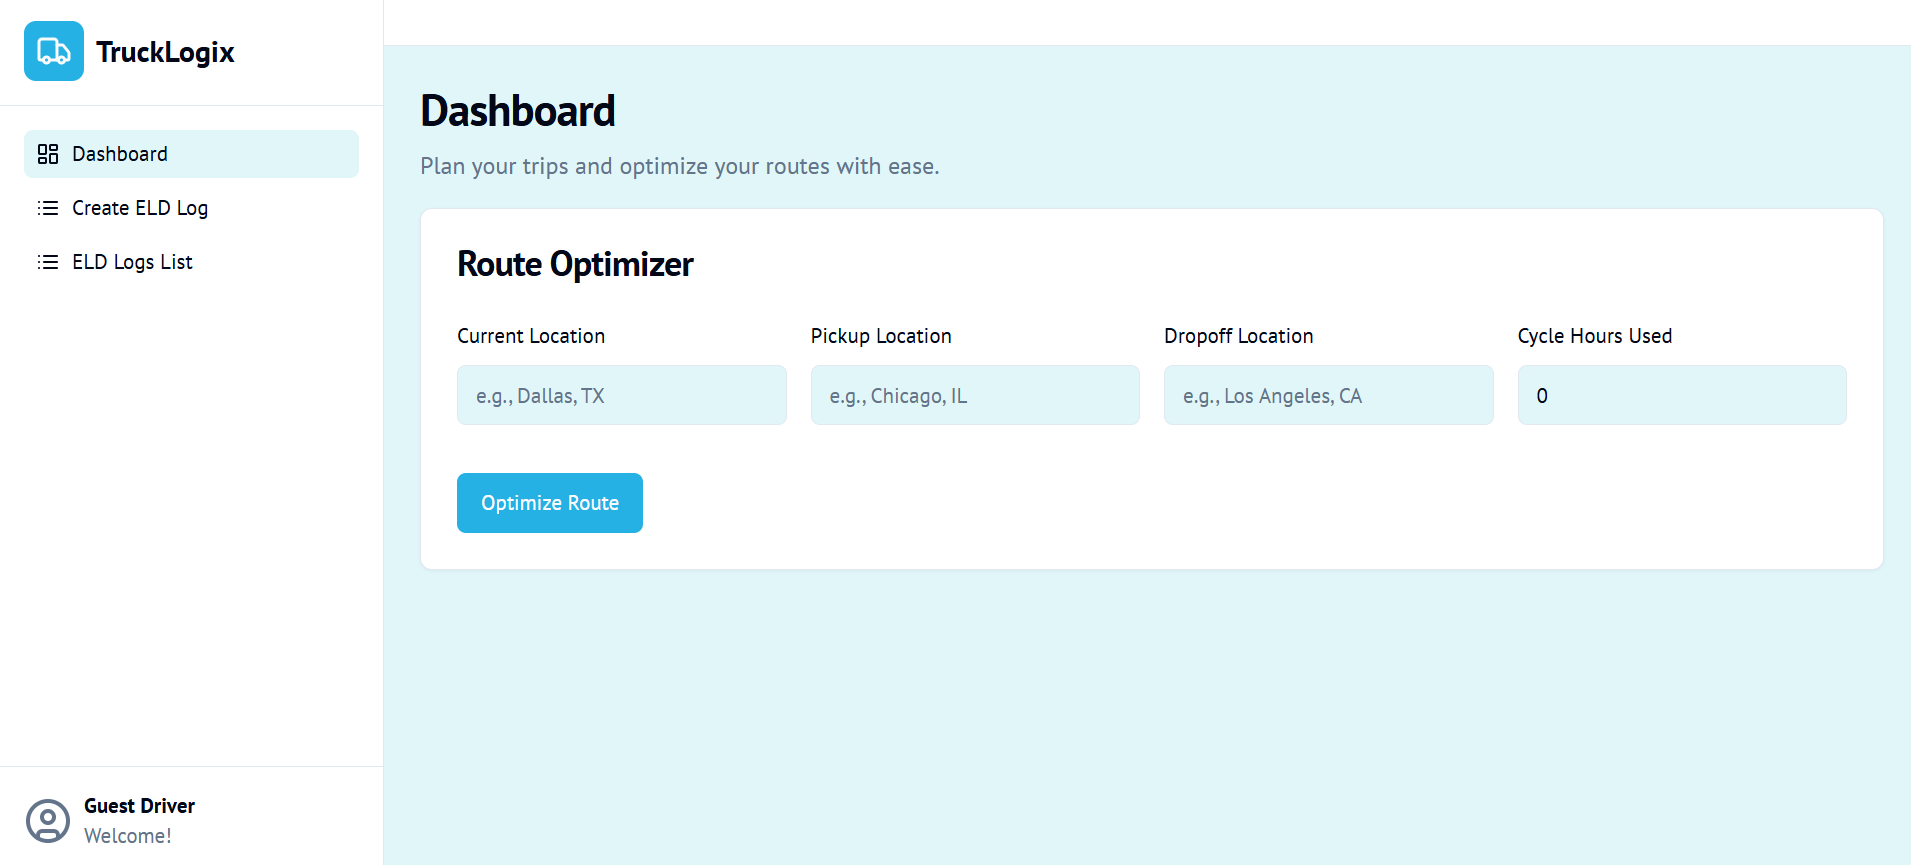 TruckLogix
Dashboard
Create ELD Log
ELD Logs List
Guest Driver
Welcome!
Dashboard
Plan your trips and optimize your routes with ease.
Route Optimizer
Current Location
e.g., Dallas, TX
Pickup Location
e.g., Chicago, IL
Dropoff Location
e.g., Los Angeles, CA
Cycle Hours Used
0
Optimize Route